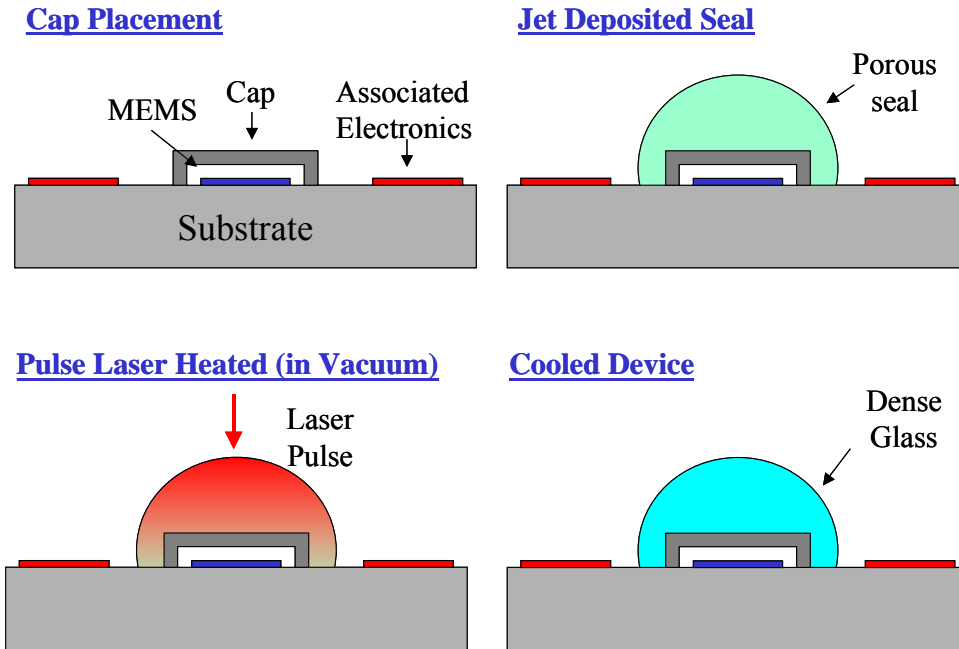 Cap Placement
MEMS
Cap
Associated
Electronics
Substrate
Jet Deposited Seal
Porous
seal
Pulse Laser Heated (in Vacuum)
Laser
Pulse
Cooled Device
Dense
Glass